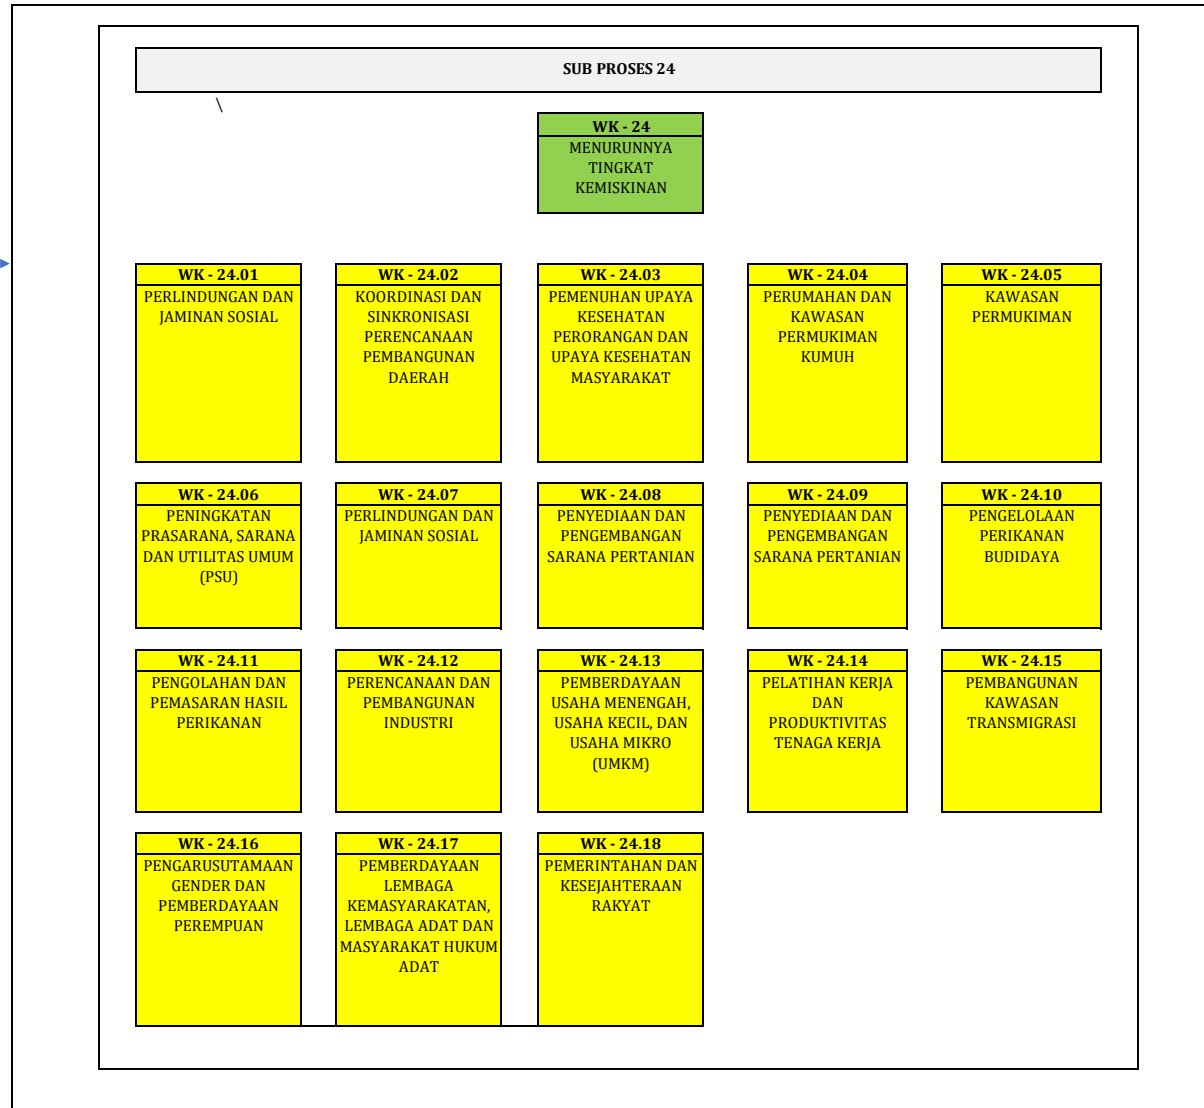 SUB PROSES 24
\
WK - 24
MENURUNNYA
TINGKAT
KEMISKINAN
WK - 24.01
PERLINDUNGAN DAN
JAMINAN SOSIAL
WK - 24.02
KOORDINASI DAN
SINKRONISASI
PERENCANAAN
PEMBANGUNAN
DAERAH
WK - 24.03
PEMENUHAN UPAYA
KESEHATAN
PERORANGAN DAN
UPAYA KESEHATAN
MASYARAKAT
WK - 24.04
PERUMAHAN DAN
KAWASAN
PERMUKIMAN
KUMUH
WK - 24.05
KAWASAN
PERMUKIMAN
WK - 24.06
PENINGKATAN
PRASARANA, SARANA
DAN UTILITAS UMUM
(PSU)
WK - 24.07
PERLINDUNGAN DAN
JAMINAN SOSIAL
WK - 24.08
PENYEDIAAN DAN
PENGEMBANGAN
SARANA PERTANIAN
WK - 24.09
PENYEDIAAN DAN
PENGEMBANGAN
SARANA PERTANIAN
WK - 24.10
PENGELOLAAN
PERIKANAN
BUDIDAYA
WK - 24.11
PENGOLAHAN DAN
PEMASARAN HASIL
PERIKANAN
WK - 24.12
PERENCANAAN DAN
PEMBANGUNAN
INDUSTRI
WK - 24.13
PEMBERDAYAAN
USAHA MENENGAH,
USAHA KECIL, DAN
USAHA MIKRO
(UMKM)
WK - 24.14
PELATIHAN KERJA
DAN
PRODUKTIVITAS
TENAGA KERJA
WK - 24.15
PEMBANGUNAN
KAWASAN
TRANSMIGRASI
WK - 24.16
PENGARUSUTAMAAN
GENDER DAN
PEMBERDAYAAN
PEREMPUAN
WK - 24.17
PEMBERDAYAAN
LEMBAGA
KEMASYARAKATAN,
LEMBAGA ADAT DAN
MASYARAKAT HUKUM
ADAT
WK - 24.18
PEMERINTAHAN DAN
KESEJAHTERAAN
RAKYAT